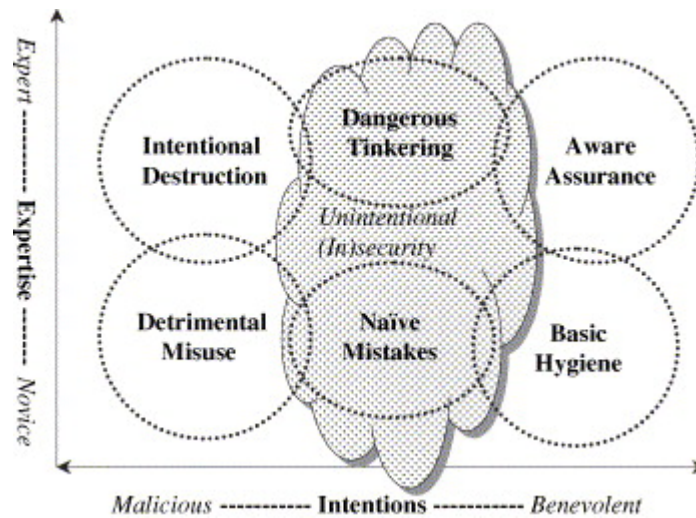 Expert -------- Expertise -------- Novice
Intentional
Destruction
Dangerous
Tinkering
Aware
Assurance
Unintentional
(In)security
Detrimental
Misuse
Naïve
Mistakes
Basic
Hygiene
Malicious -------- Intentions -------- Benevolent